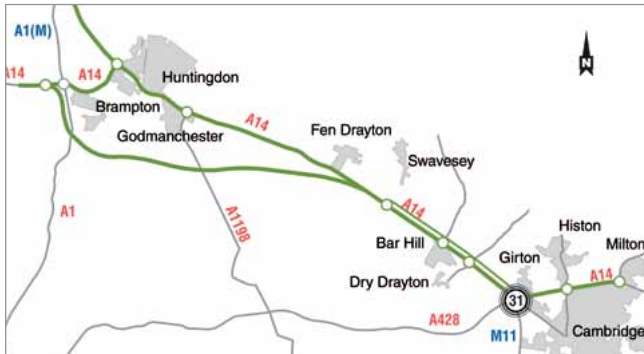 A1(M)
A14
A14
Huntingdon
N
Brampton
Godmanchester
A14
Fen Drayton
Swavesey
A1
A1198
A14
Bar Hill
Histon
Girton
Milton
Dry Drayton
A14
31
A428
M11
Cambridge